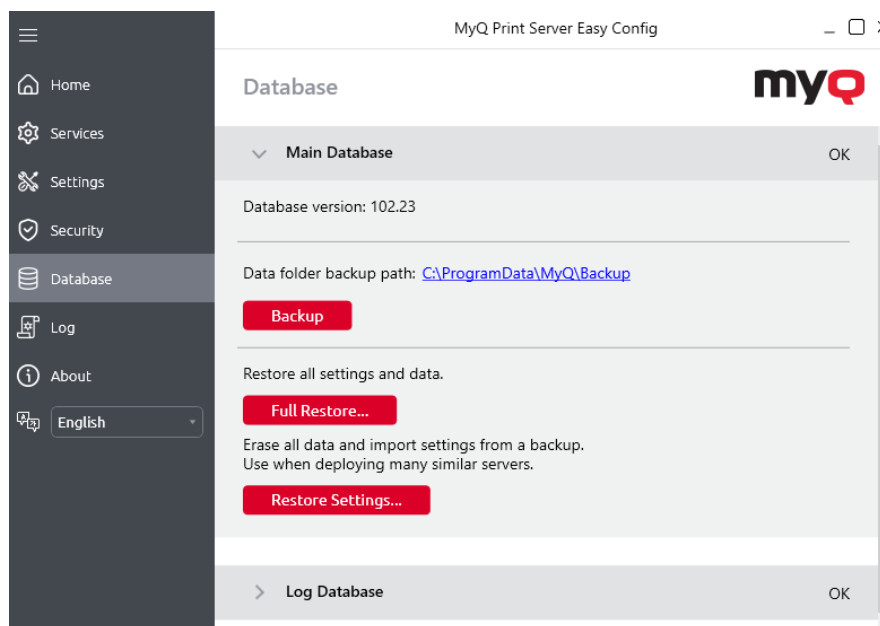 MyQ Print Server Easy Config
Home
Services
Settings
Security
Database
Log
About
English
Database
myQ
Main Database
OK
Database version: 102.23
Data folder backup path: C:\ProgramData\MyQ\Backup
Backup
Restore all settings and data.
Full Restore...
Erase all data and import settings from a backup.
Use when deploying many similar servers.
Restore Settings...
Log Database
OK